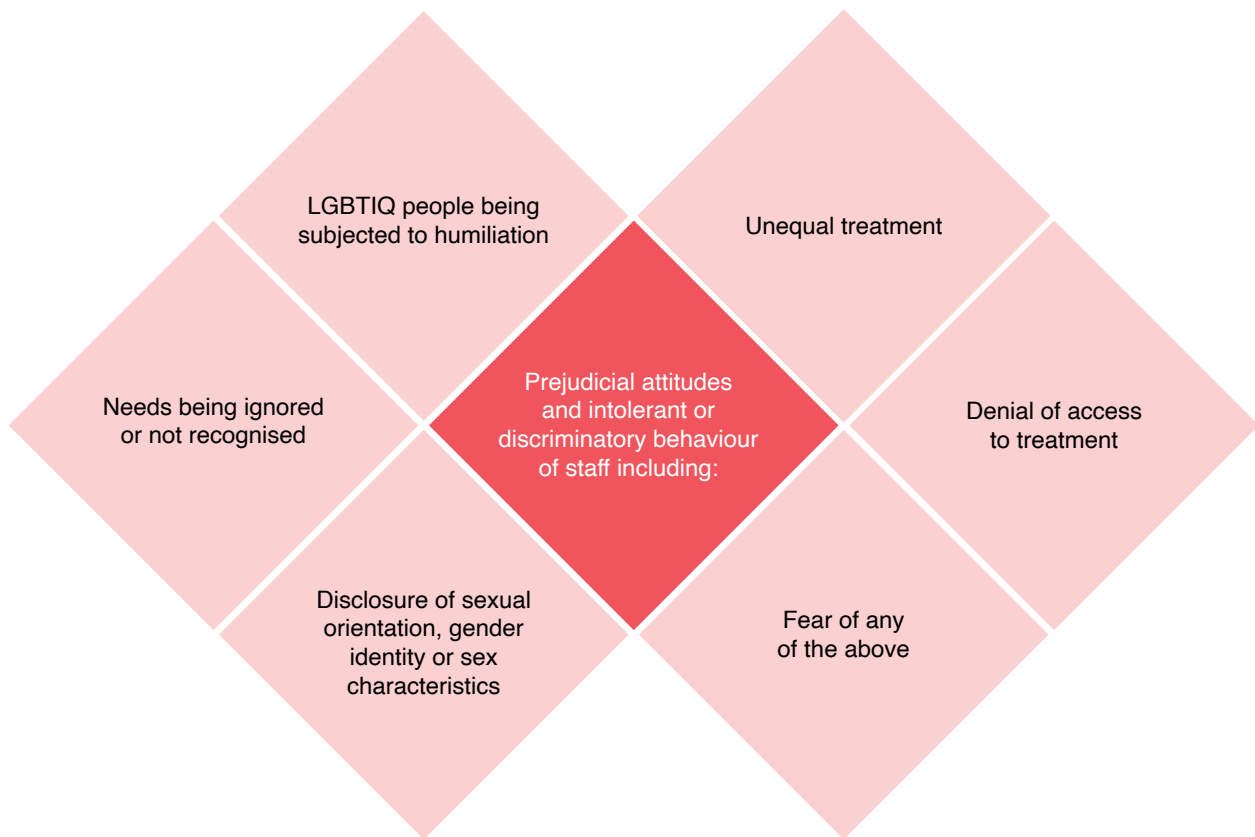 LGBTIQ people being
subjected to humiliation
Unequal treatment
Needs being ignored
or not recognised
Prejudicial attitudes
and intolerant or
discriminatory behaviour
of staff including:
Denial of access
to treatment
Disclosure of sexual
orientation, gender
identity or sex
characteristics
Fear of any
of the above